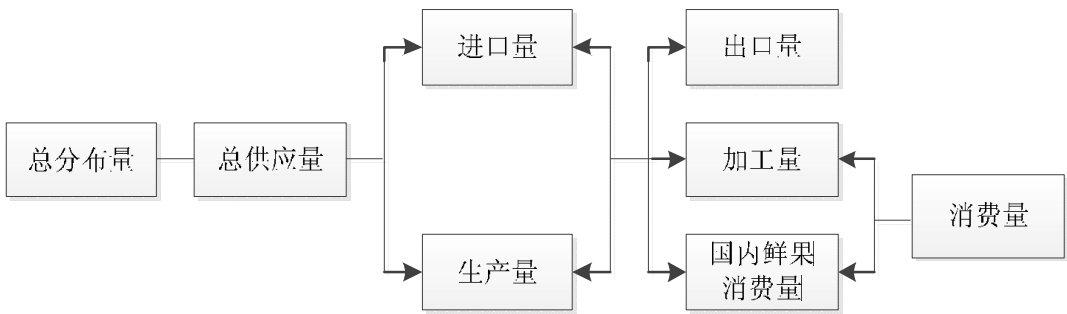 总分布量
总供应量
进口量
生产量
出口量
加工量
国内鲜果
消费量
消费量